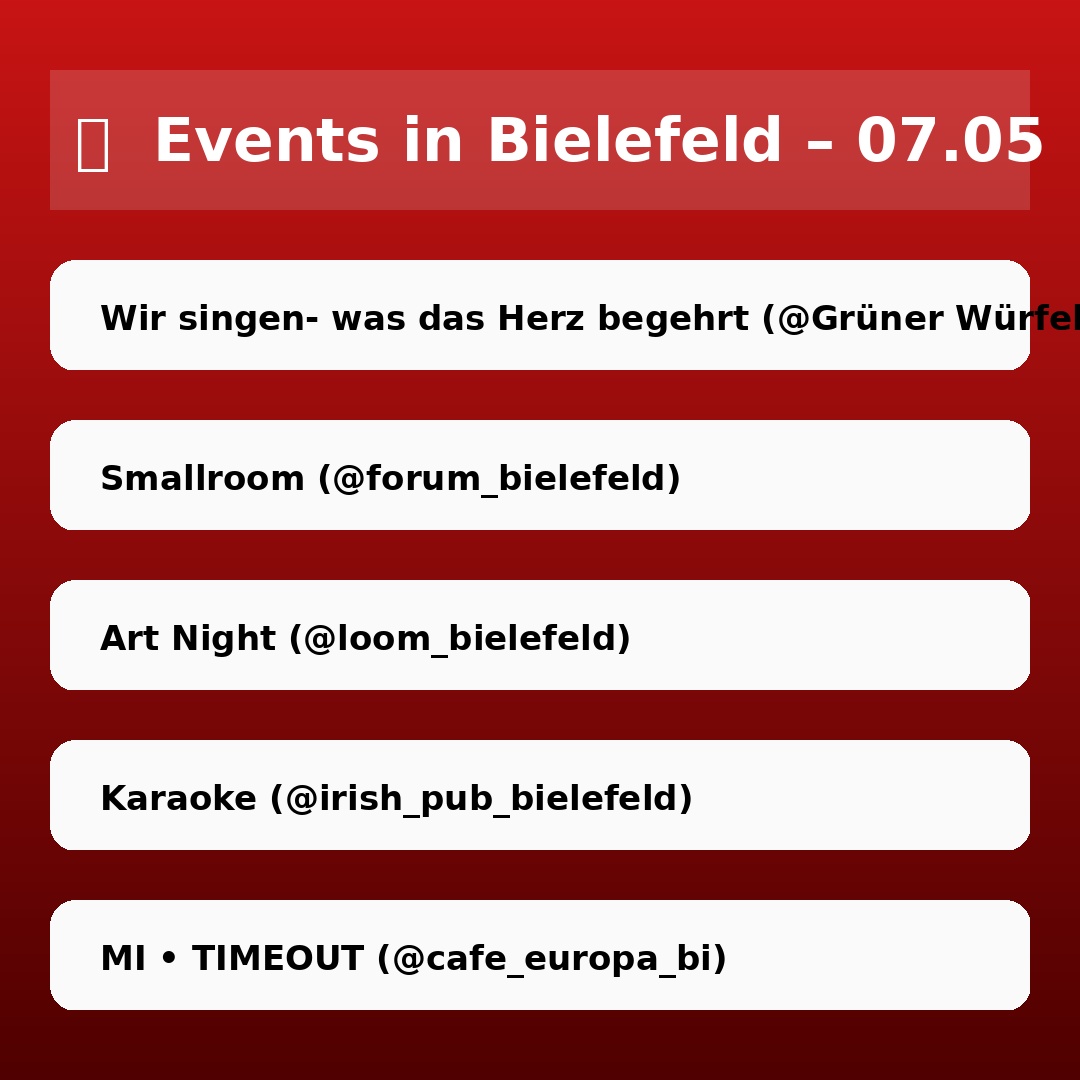 Events in Bielefeld – 07.05
Wir singen- was das Herz begehrt (@Grüner Würfel
Smallroom (@forum_bielefeld)
Art Night (@loom_bielefeld)
Karaoke (@irish_pub_bielefeld)
MI • TIMEOUT (@cafe_europa_bi)